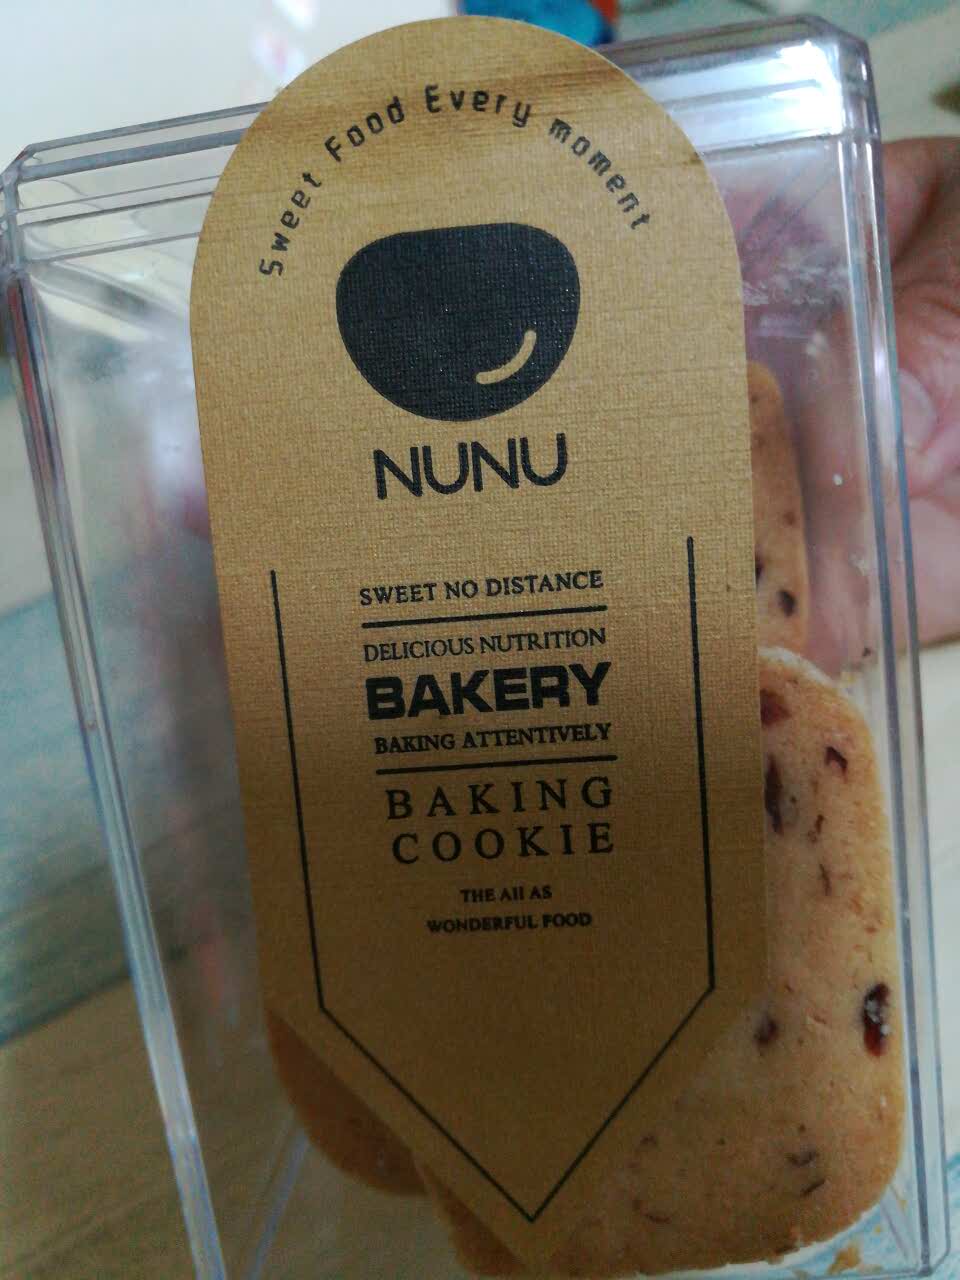 Sweet Food Every moment
NUNU
SWEET NO DISTANCE
DELICIOUS NUTRITION
BAKERY
BAKING ATTENTIVELY
BAKING
COOKIE
THE All AS
WONDERFUL FOOD